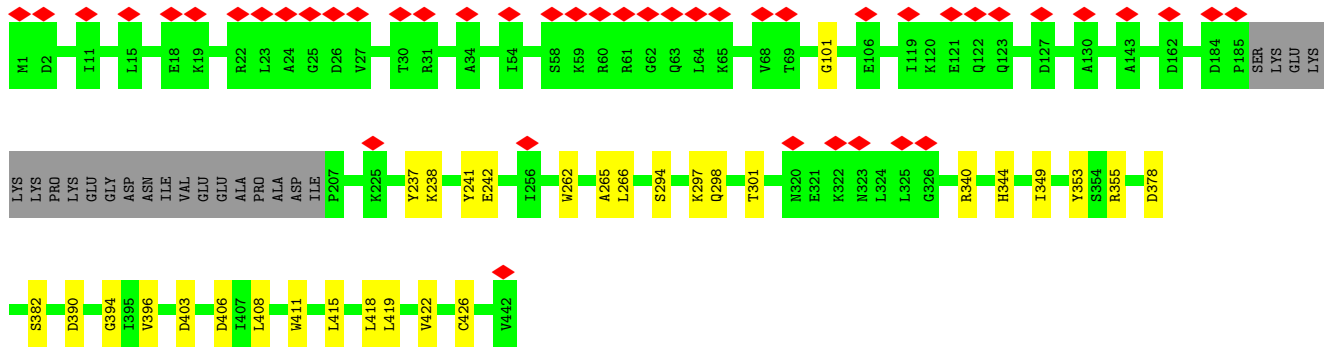 M1 D2 I11 L15 E18 K19 R22 L23 A24 G25 D26 V27 T30 R31 A34 I54 S58 K59 R60 R61 G62 Q63 L64 K65 V68 T69 G101 E106 I119 K120 E121 Q122 Q123 D127 A130 A143 D162 D184 P185 SER LYS GLU LYS
LYS LYS PRO LYS GLU GLY ASP ASN ILE VAL GLU GLU ALA PRO ALA ASP ILE P207 K225 Y237 K238 Y241 E242 I256 W262 A265 L266 S294 K297 Q298 T301 N320 E321 K322 N323 L324 L325 G326 R340 H344 I349 Y353 S354 R355 D378
S382 D390 G394 I395 V396 D403 D406 I407 L408 W411 L415 L418 L419 V422 C426 V442